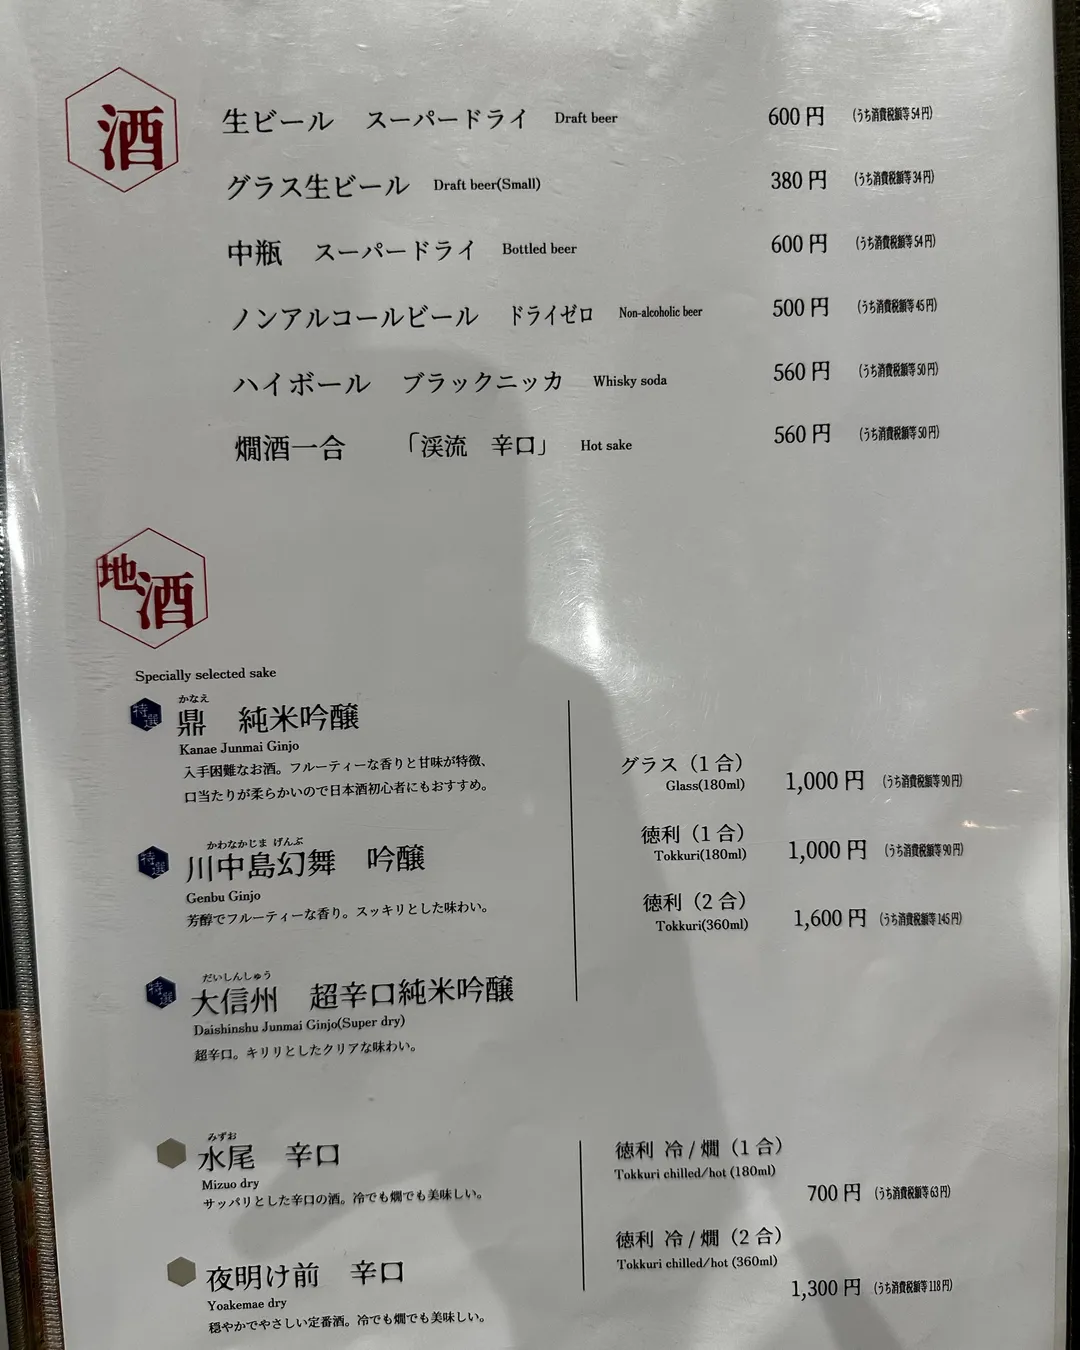 酒
生ビール　スーパードライ　Draft beer　600円　(うち消費税額等54円)
グラス生ビール　Draft beer(Small)　380円　(うち消費税額等34円)
中瓶　スーパードライ　Bottled beer　600円　(うち消費税額等54円)
ノンアルコールビール　ドライゼロ　Non-alcoholic beer　500円　(うち消費税額等45円)
ハイボール　ブラックニッカ　Whisky soda　560円　(うち消費税額等50円)
燗酒一合　「渓流　辛口」　Hot sake　560円　(うち消費税額等50円)
地酒
Specially selected sake
かなえ
特選　鼎　純米吟醸
Kanae Junmai Ginjo
入手困難なお酒。フルーティーな香りと甘味が特徴、
口当たりが柔らかいので日本酒初心者にもおすすめ。
かわなかじま げんぶ
特選　川中島幻舞　吟醸
Genbu Ginjo
芳醇でフルーティーな香り。スッキリとした味わい。
だいしんしゅう
特選　大信州　超辛口純米吟醸
Daishinshu Junmai Ginjo(Super dry)
超辛口。キリリとしたクリアな味わい。
グラス（1合）
Glass(180ml)　1,000円　(うち消費税額等90円)
徳利（1合）
Tokkuri(180ml)　1,000円　(うち消費税額等90円)
徳利（2合）
Tokkuri(360ml)　1,600円　(うち消費税額等145円)
みずお
水尾　辛口
Mizuo dry
サッパリとした辛口の酒。冷でも燗でも美味しい。
夜明け前　辛口
Yoakemae dry
穏やかでやさしい定番酒。冷でも燗でも美味しい。
徳利 冷/燗（1合）
Tokkuri chilled/hot (180ml)
700円　(うち消費税額等63円)
徳利 冷/燗（2合）
Tokkuri chilled/hot (360ml)
1,300円　(うち消費税額等118円)